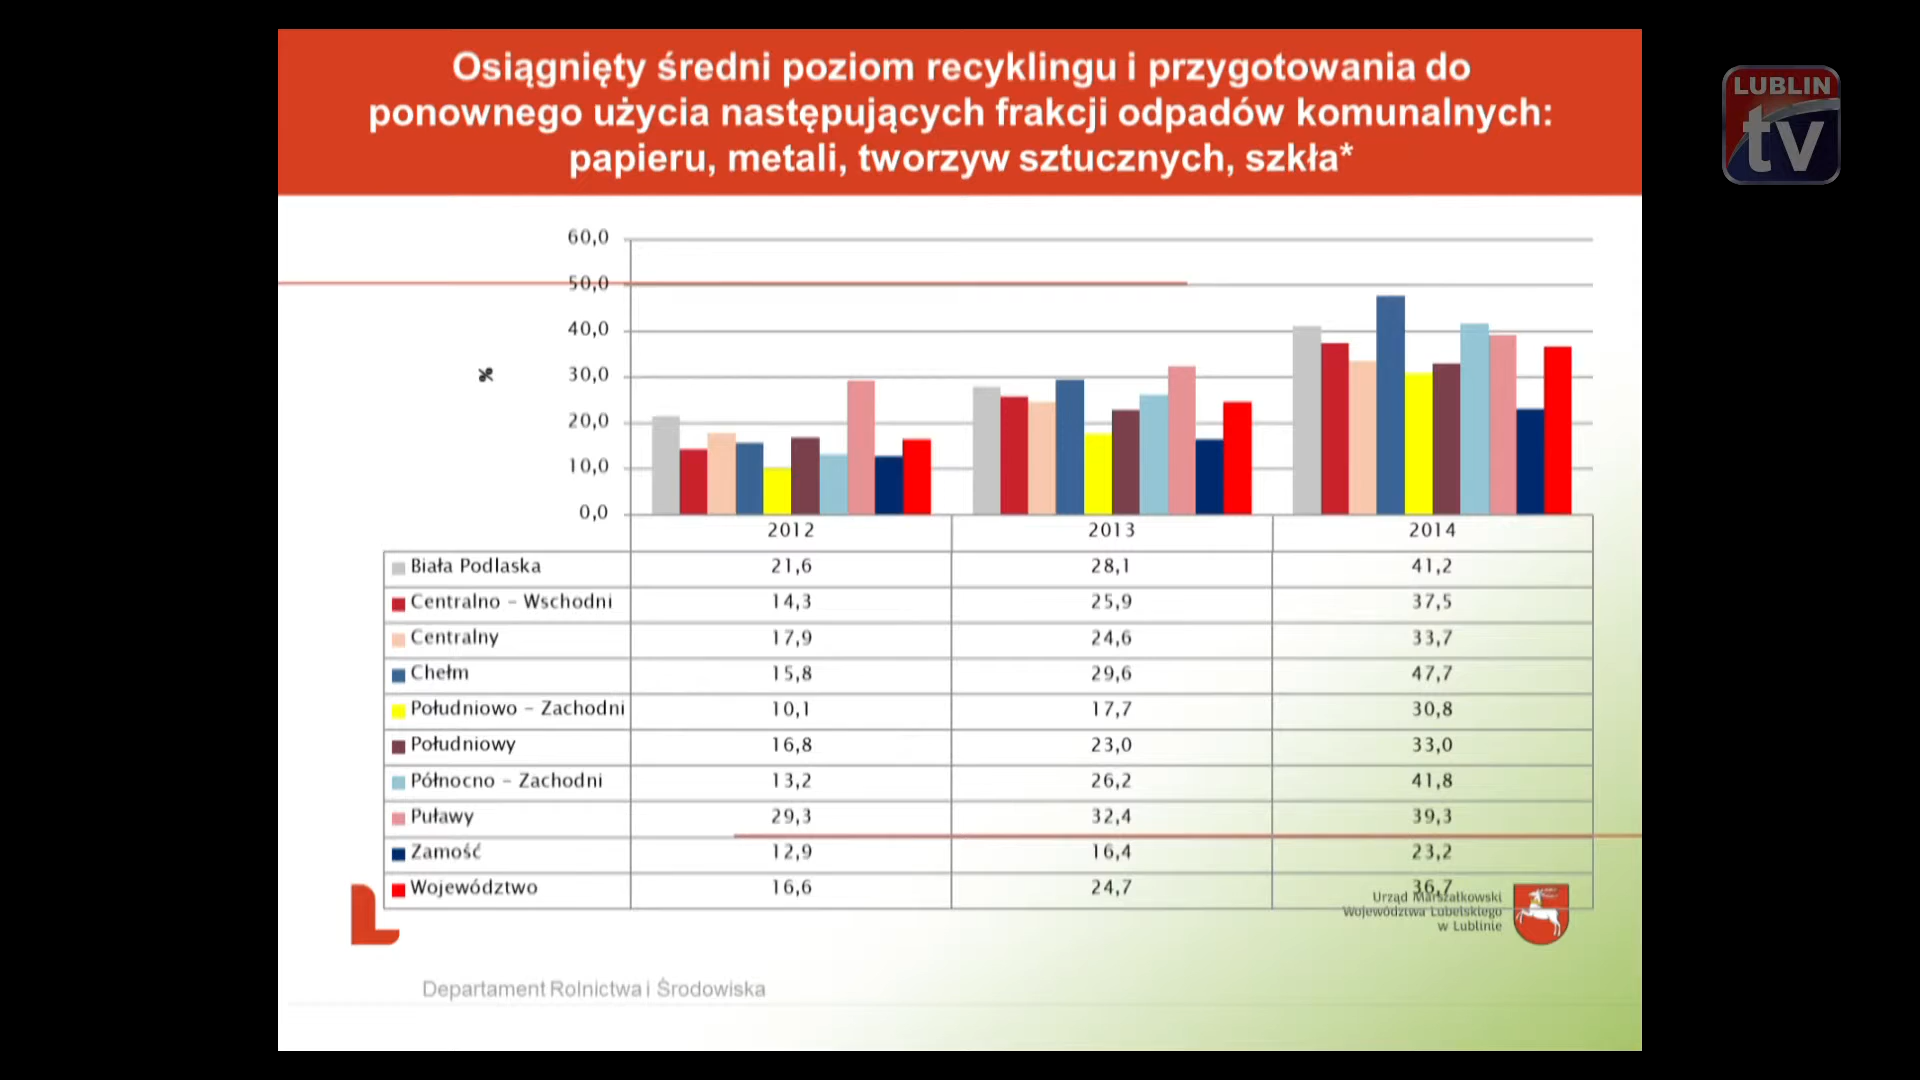 Osiągnięty średni poziom recyklingu i przygotowania do
ponownego użycia następujących frakcji odpadów komunalnych:
papieru, metali, tworzyw sztucznych, szkła*
LUBLIN
tv
60,0
50,0
40,0
30,0
20,0
10,0
0,0
%
2012 2013 2014
Biała Podlaska 21,6 28,1 41,2
Centralno – Wschodni 14,3 25,9 37,5
Centralny 17,9 24,6 33,7
Chełm 15,8 29,6 47,7
Południowo – Zachodni 10,1 17,7 30,8
Południowy 16,8 23,0 33,0
Północno – Zachodni 13,2 26,2 41,8
Puławy 29,3 32,4 39,3
Zamość 12,9 16,4 23,2
Województwo 16,6 24,7 36,7
Urząd Marszałkowski
Województwa Lubelskiego
w Lublinie
Departament Rolnictwa i Środowiska